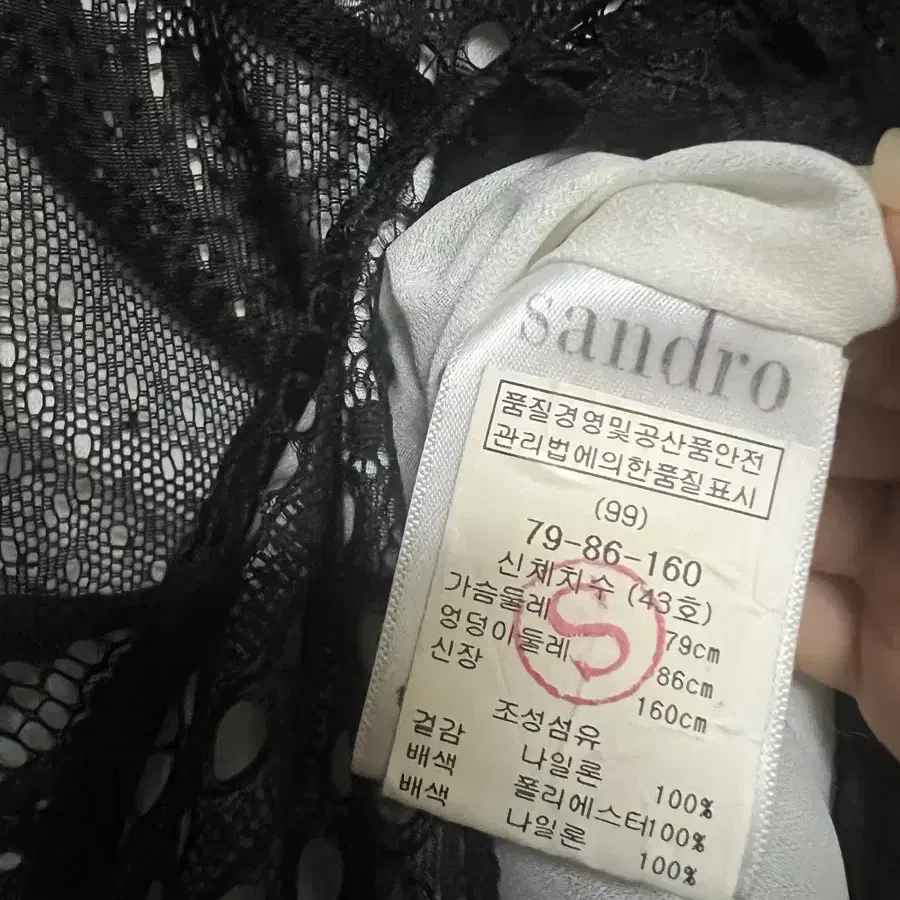 sandro
품질경영및공산품안전
관리법에의한품질표시
(99)
79-86-160
신체치수 (43호)
가슴둘레 79cm
엉덩이둘레 86cm
신장 160cm
S
조성섬유
겉감 나일론 100%
배색 폴리에스터100%
배색 나일론 100%